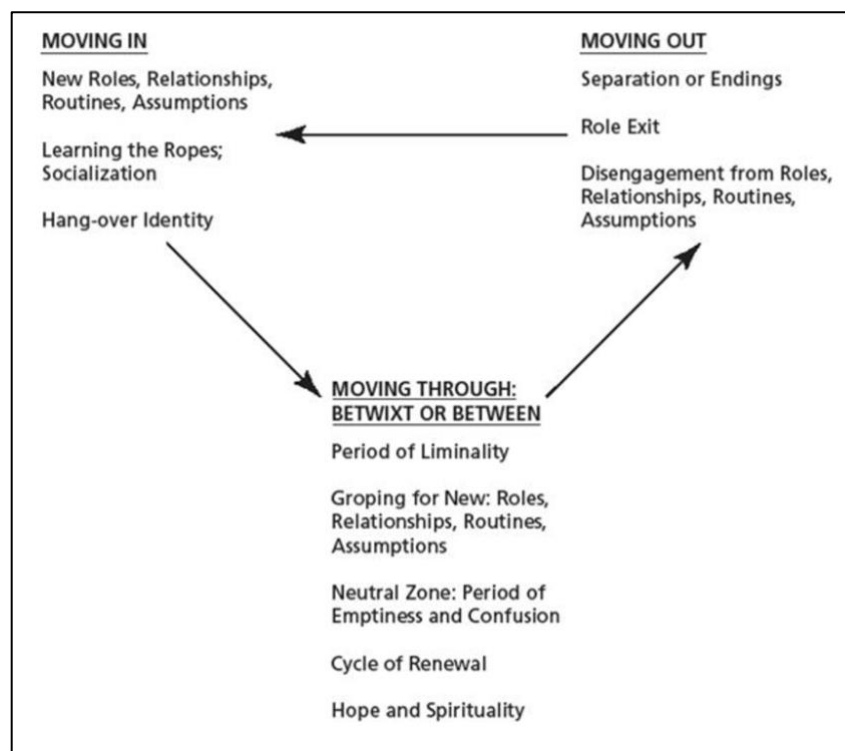 MOVING IN
New Roles, Relationships,
Routines, Assumptions
Learning the Ropes;
Socialization
Hang-over Identity
MOVING OUT
Separation or Endings
Role Exit
Disengagement from Roles,
Relationships, Routines,
Assumptions
MOVING THROUGH:
BETWIXT OR BETWEEN
Period of Liminality
Groping for New: Roles,
Relationships, Routines,
Assumptions
Neutral Zone: Period of
Emptiness and Confusion
Cycle of Renewal
Hope and Spirituality